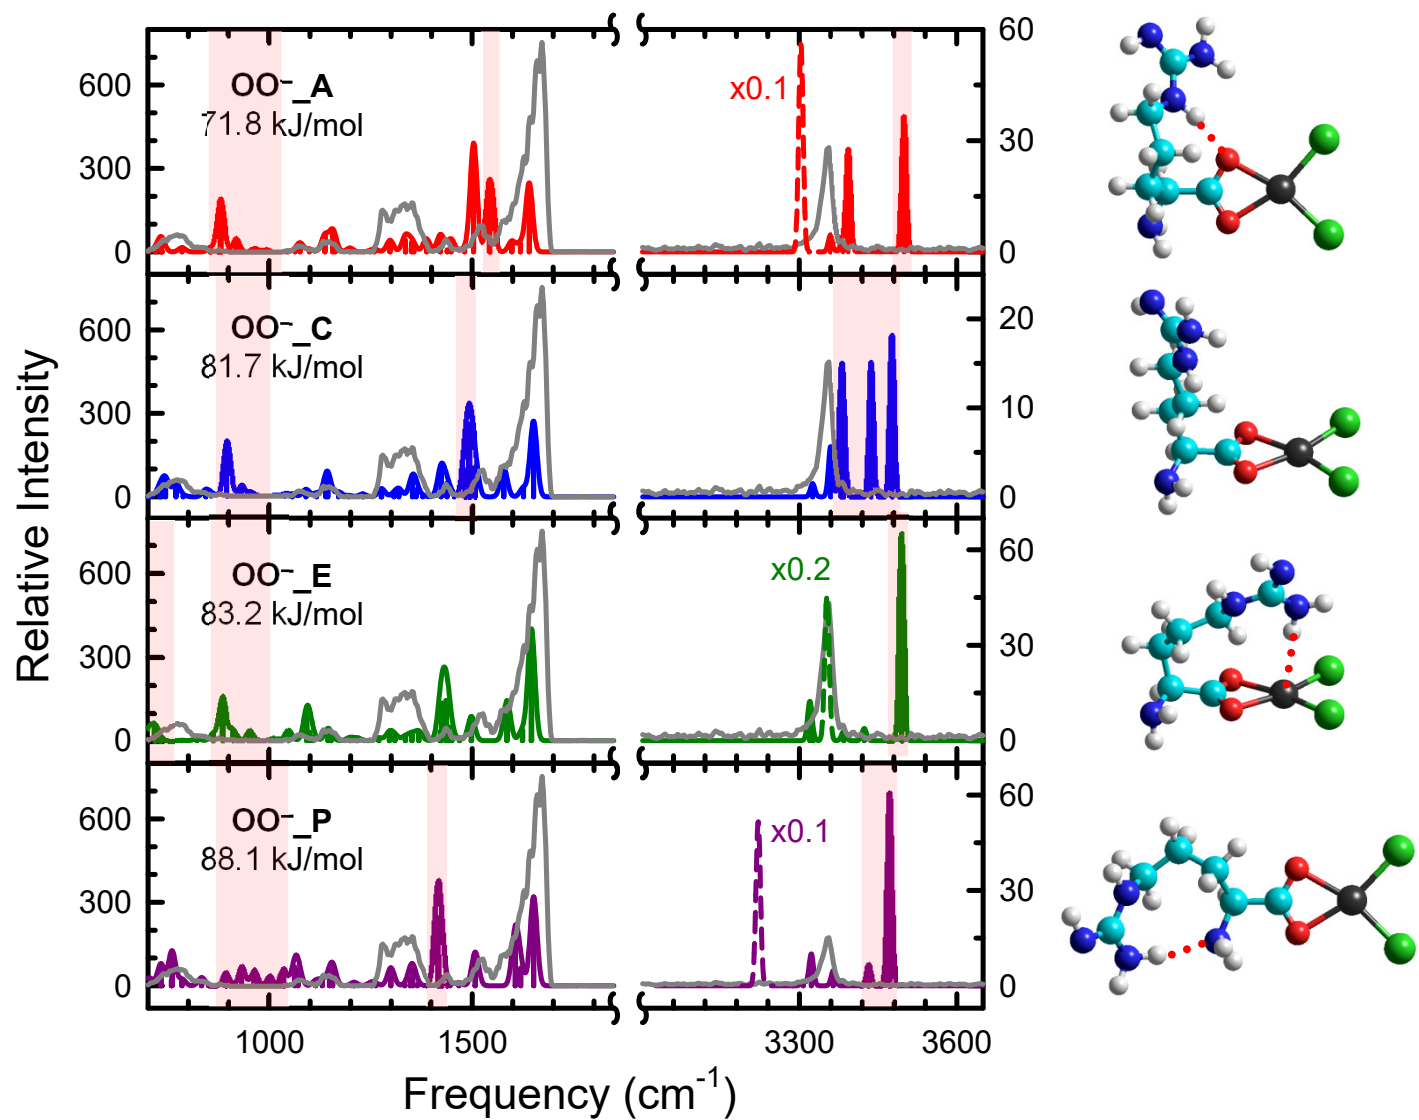 60
600
OO⁻_A
x0.1
71.8 kJ/mol
300
30
0
0
600
OO⁻_C
20
81.7 kJ/mol
300
10
0
0
600
OO⁻_E
x0.2
60
83.2 kJ/mol
300
30
0
0
600
OO⁻_P
x0.1
60
88.1 kJ/mol
300
30
0
0
Relative Intensity
1000
1500
3300
3600
Frequency (cm⁻¹)